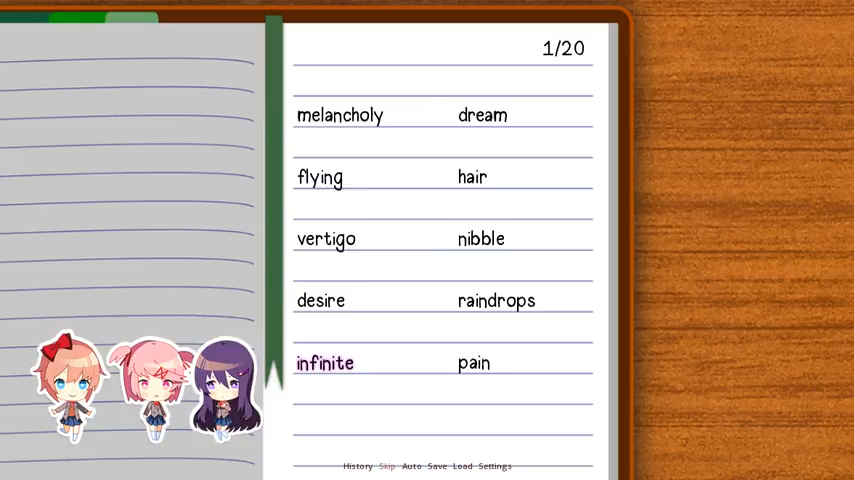 1/20
melancholy dream
flying hair
vertigo nibble
desire raindrops
infinite pain
History Skip Auto Save Load Settings